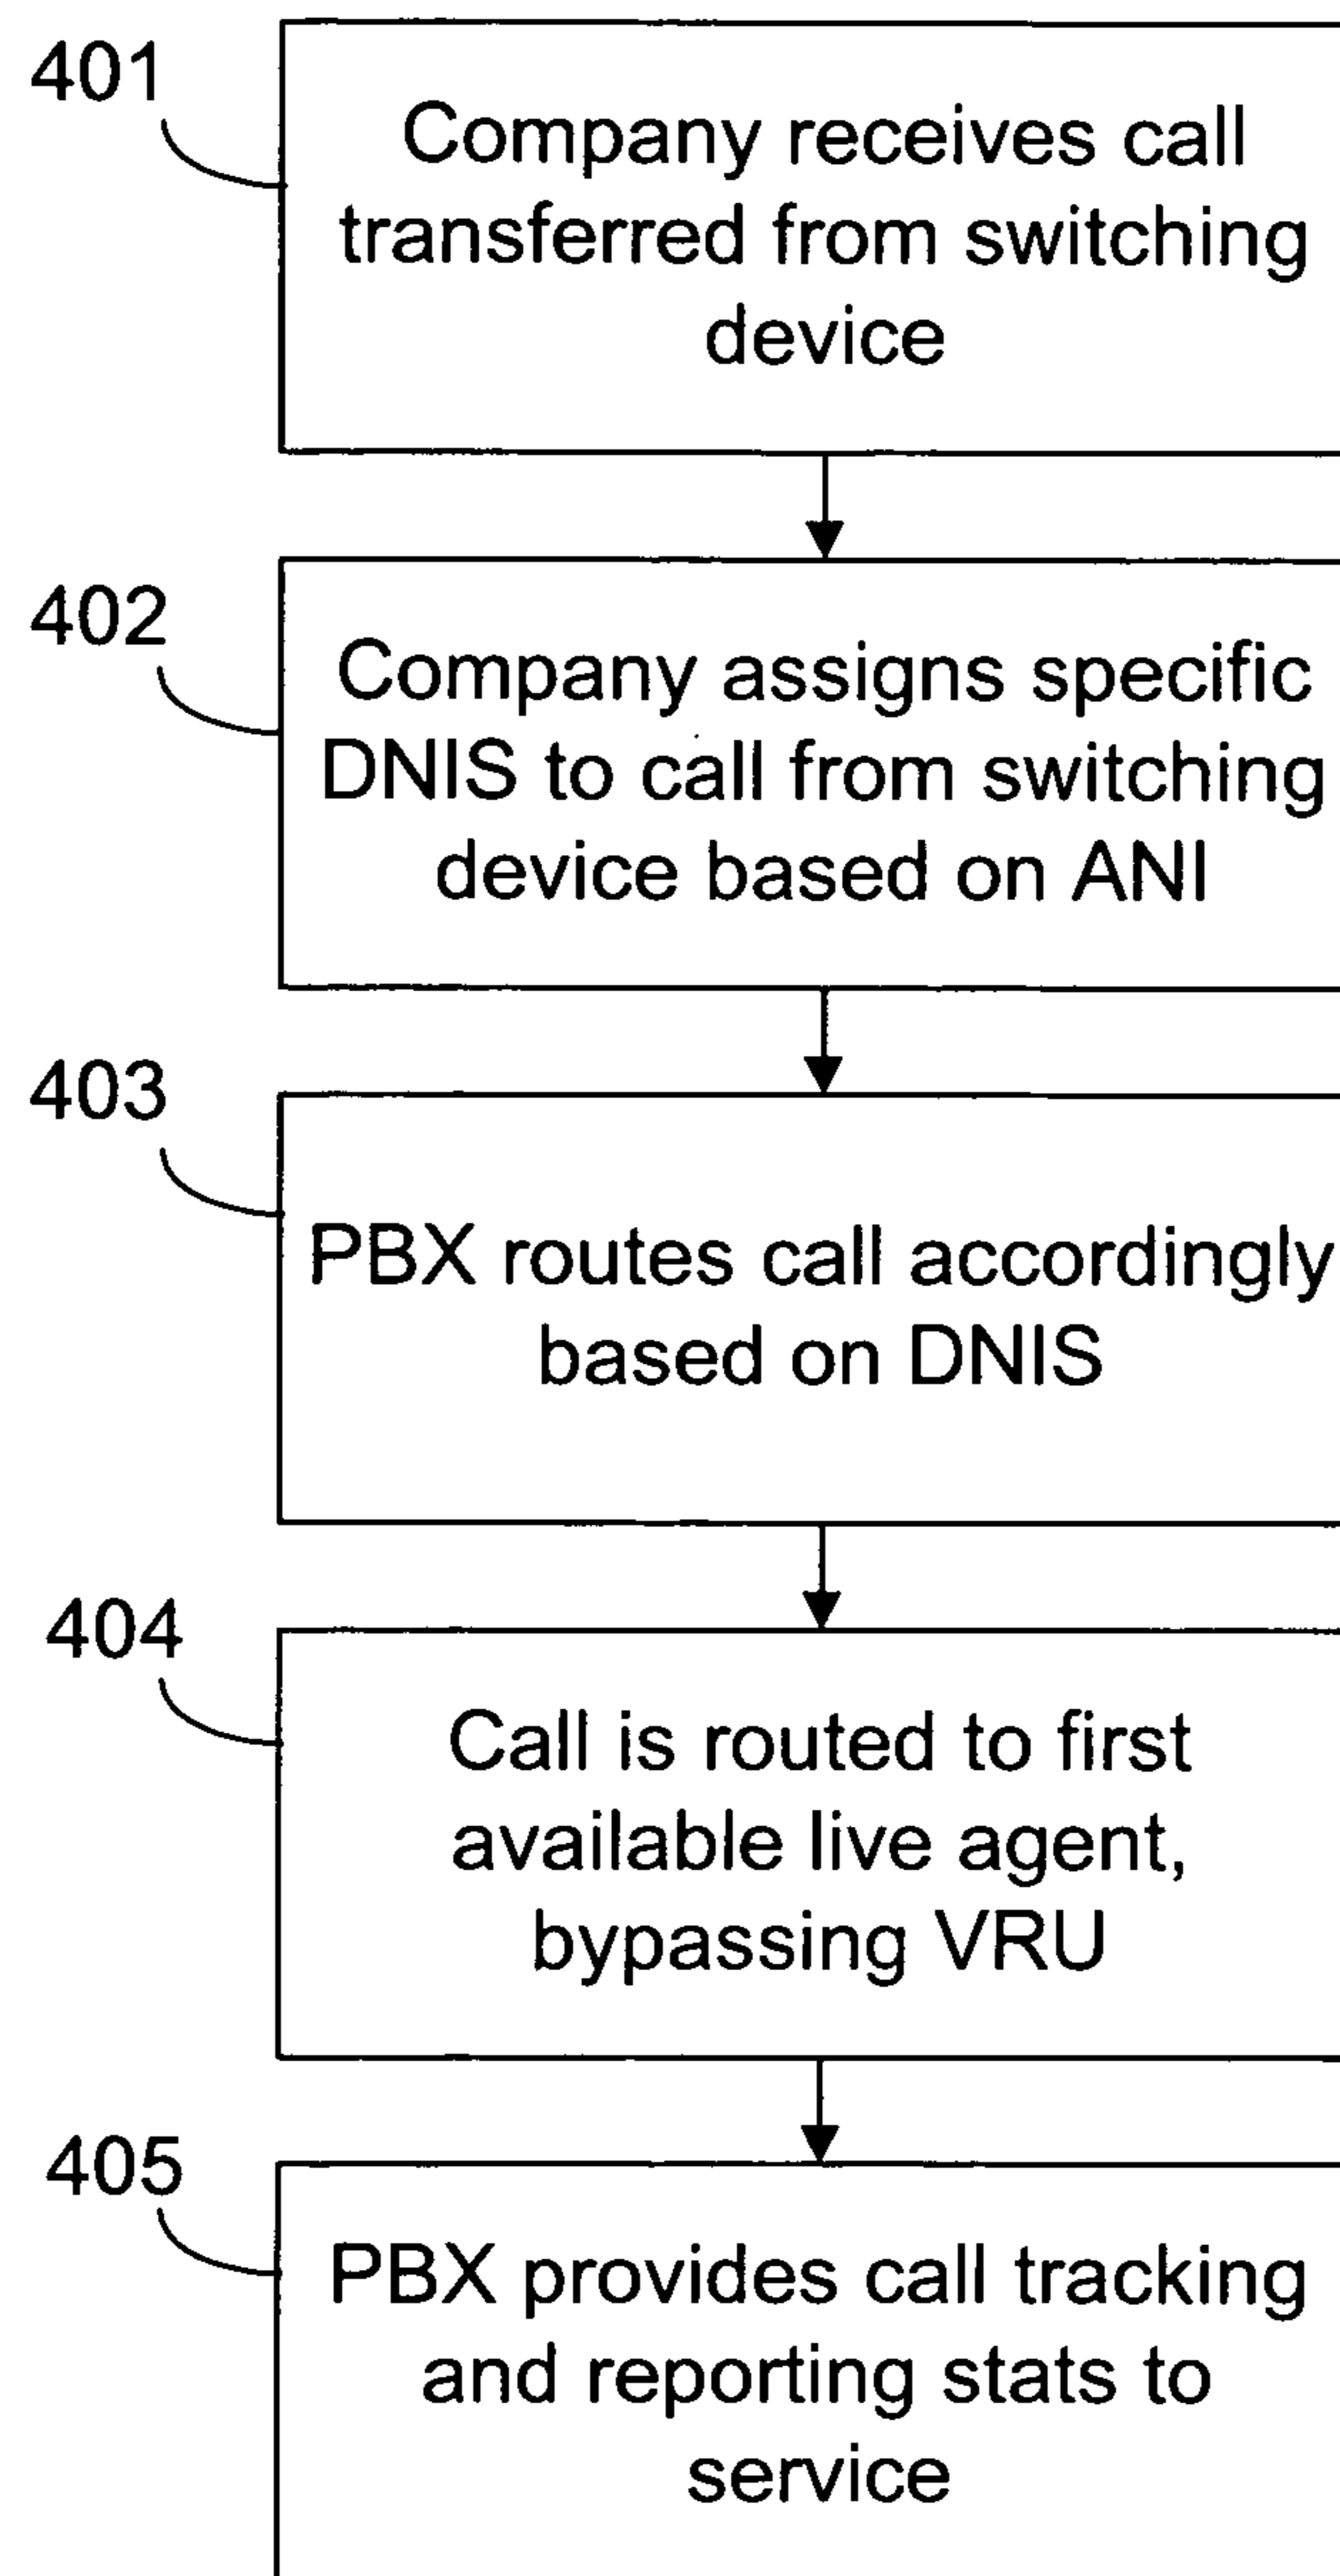 401
Company receives call
transferred from switching
device
402
Company assigns specific
DNIS to call from switching
device based on ANI
403
PBX routes call accordingly
based on DNIS
404
Call is routed to first
available live agent,
bypassing VRU
405
PBX provides call tracking
and reporting stats to
service